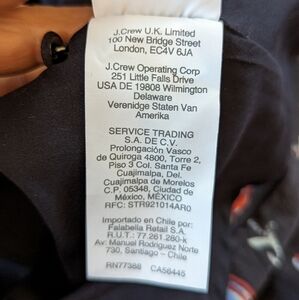 J.Crew U.K. Limited
100 New Bridge Street
London, EC4V 6JA
J.Crew Operating Corp
251 Little Falls Drive
USA DE 19808 Wilmington
Delaware
Verenidge Staten Van
Amerika
SERVICE TRADING
S.A. DE C.V.
Prolongación Vasco
de Quiroga 4800, Torre 2,
Piso 3 Col. Santa Fe
Cuajimalpa, Del.
Cuajimalpa de Morelos
C.P. 05348, Ciudad de
México, MÉXICO
RFC: STR921014AR0
Importado en Chile por:
Falabella Retail S.A.
R.U.T.: 77.261.280-k
Av: Manuel Rodríguez Norte
730, Santiago - Chile
RN77388 CA56445